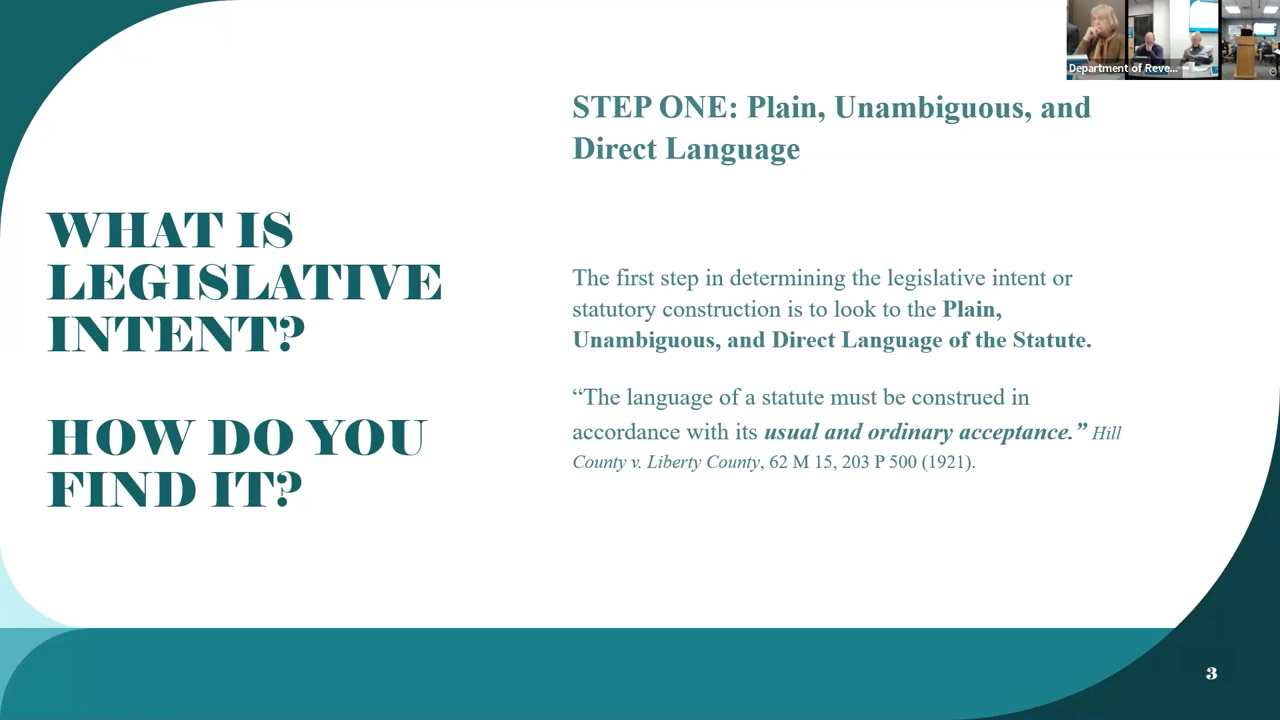 Department of Reve...
STEP ONE: Plain, Unambiguous, and
Direct Language
WHAT IS
LEGISLATIVE
INTENT?
HOW DO YOU
FIND IT?
The first step in determining the legislative intent or
statutory construction is to look to the Plain,
Unambiguous, and Direct Language of the Statute.
“The language of a statute must be construed in
accordance with its usual and ordinary acceptance.” Hill
County v. Liberty County, 62 M 15, 203 P 500 (1921).
3